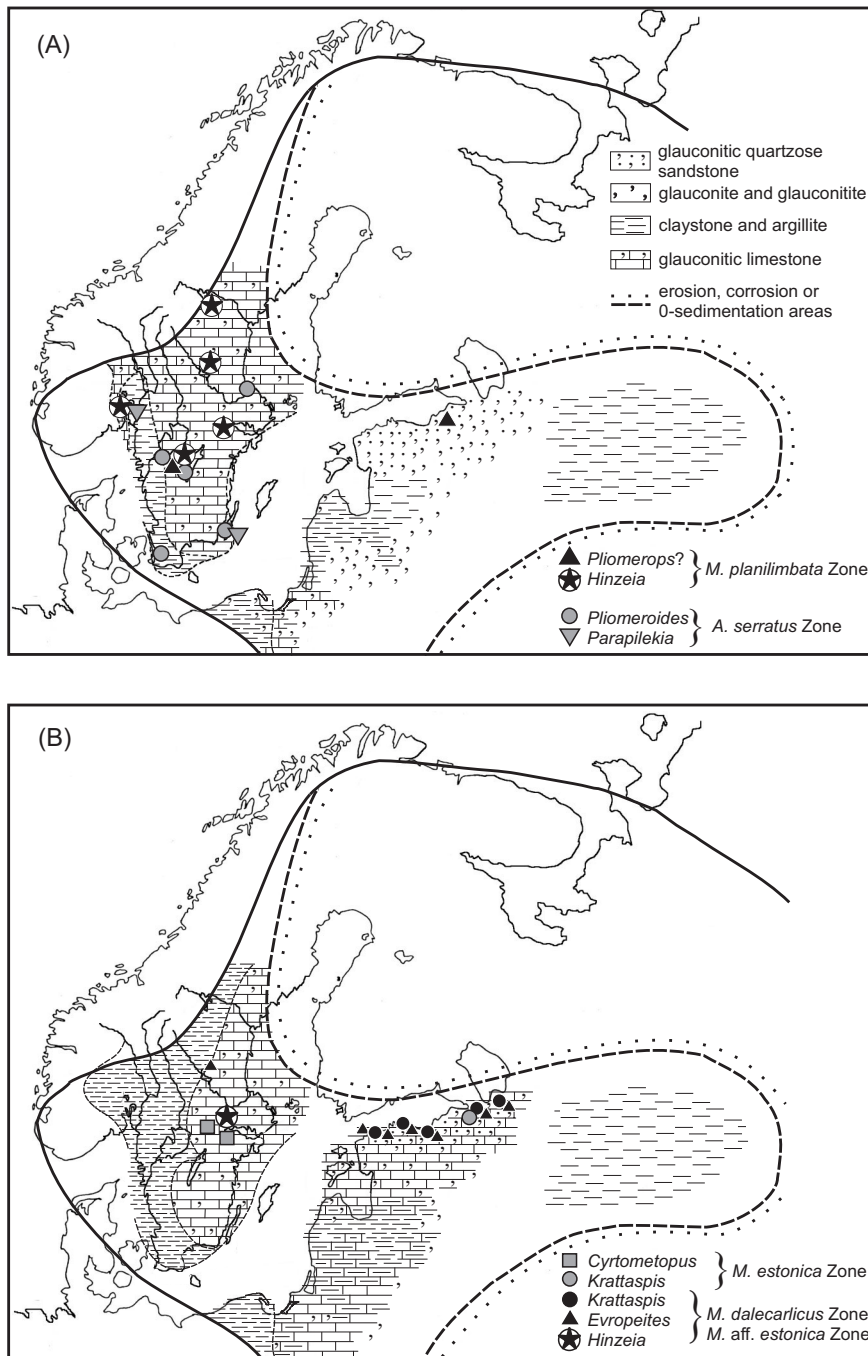 (A)
glauconitic quartzose
sandstone
glauconite and glauconitite
claystone and argillite
glauconitic limestone
erosion, corrosion or
0-sedimentation areas
Pliomerops?
Hinzeia
} M. planilimbata Zone
Pliomeroides
Parapilekia
} A. serratus Zone
(B)
Cyrtometopus
Krattaspis
} M. estonica Zone
Krattaspis
Evropeites
Hinzeia
} M. dalecarlicus Zone
M. aff. estonica Zone